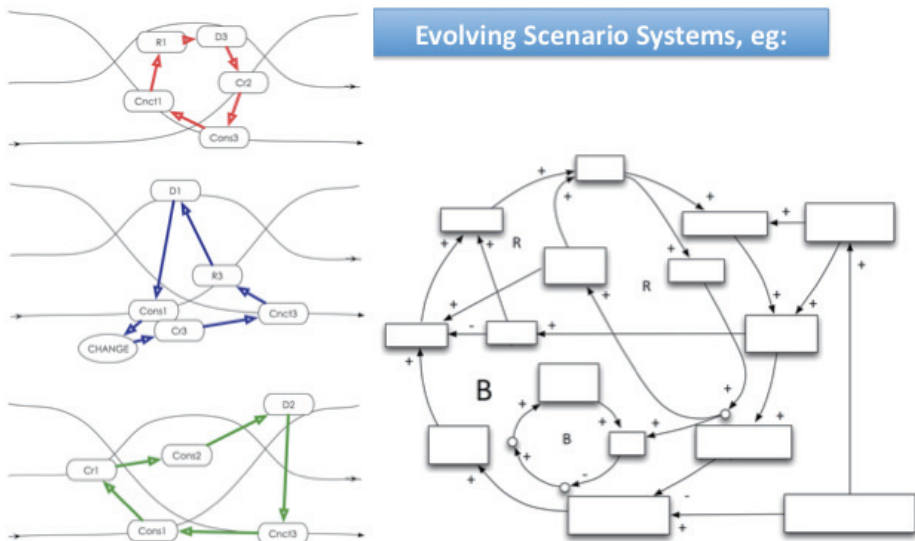 Evolving Scenario Systems, eg:
R1
D3
Cr2
Cnct1
Cons3
D1
R3
Cons1
Cnct3
Cr3
CHANGE
D2
Cons2
Cr1
Cons1
Cnct3
+
+
+
+
+
+
R
+
+
R
+
+
+
+
+
+
-
+
+
+
B
+
+
+
+
B
+
-
+
-
+